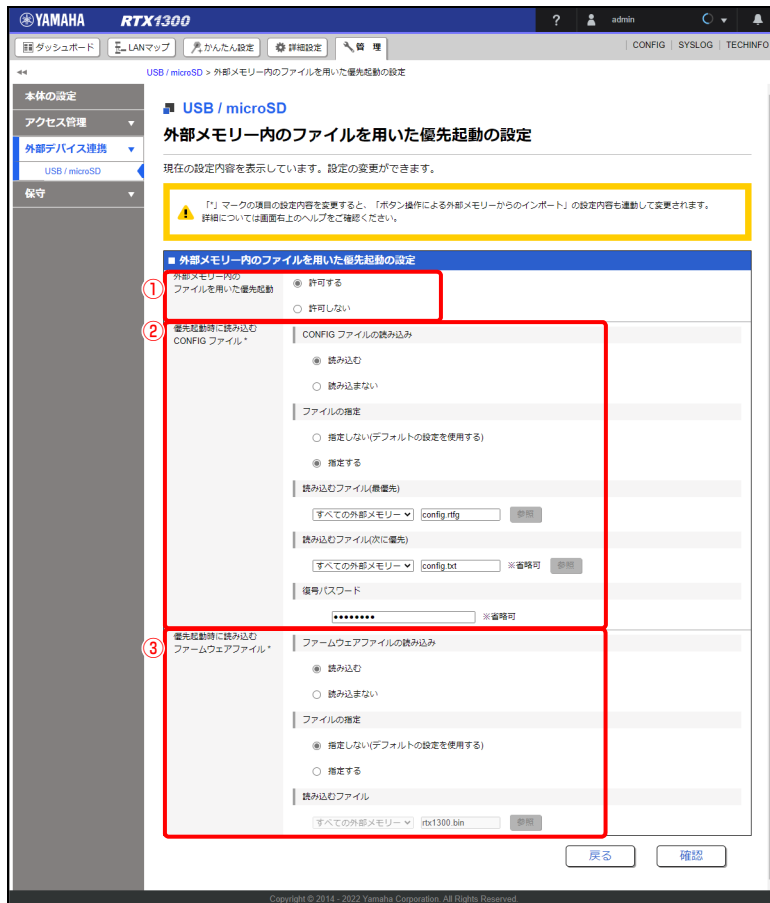 YAMAHA RTX1300 ? admin
ダッシュボード LANマップ かんたん設定 詳細設定 管 理 CONFIG SYSLOG TECHINFO
USB / microSD > 外部メモリー内のファイルを用いた優先起動の設定
本体の設定
アクセス管理
外部デバイス連携
USB / microSD
保守
USB / microSD
外部メモリー内のファイルを用いた優先起動の設定
現在の設定内容を表示しています。設定の変更ができます。
「*」マークの項目の設定内容を変更すると、「ボタン操作による外部メモリーからのインポート」の設定内容も連動して変更されます。
詳細については画面右上のヘルプをご確認ください。
■ 外部メモリー内のファイルを用いた優先起動の設定
①
外部メモリー内の
ファイルを用いた優先起動
許可する
許可しない
②
優先起動時に読み込む
CONFIG ファイル *
CONFIG ファイルの読み込み
読み込む
読み込まない
ファイルの指定
指定しない(デフォルトの設定を使用する)
指定する
読み込むファイル(最優先)
すべての外部メモリー config.rtfg 参照
読み込むファイル(次に優先)
すべての外部メモリー config.txt ※省略可 参照
復号パスワード
•••••••• ※省略可
③
優先起動時に読み込む
ファームウェアファイル *
ファームウェアファイルの読み込み
読み込む
読み込まない
ファイルの指定
指定しない(デフォルトの設定を使用する)
指定する
読み込むファイル
すべての外部メモリー rtx1300.bin 参照
戻る 確認
Copyright © 2014 - 2022 Yamaha Corporation. All Rights Reserved.